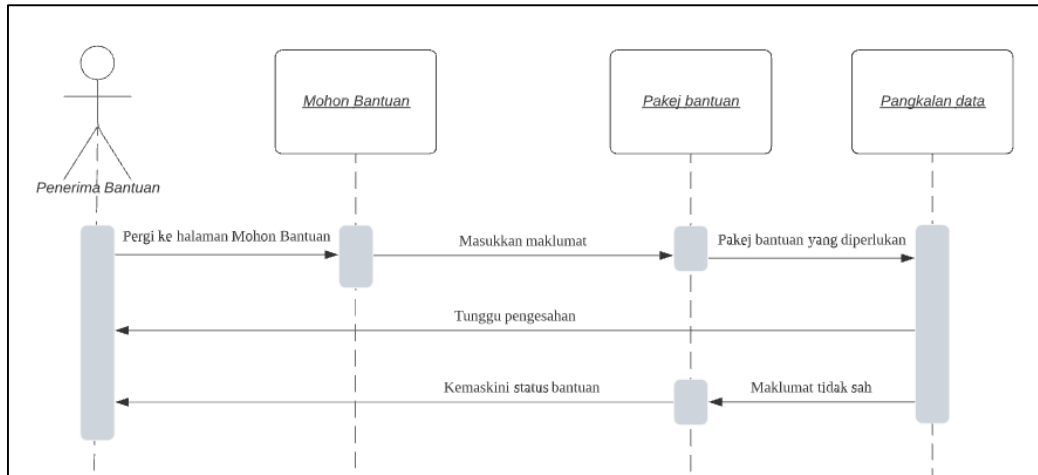 Mohon Bantuan
Pakej bantuan
Pangkalan data
Penerima Bantuan
Pergi ke halaman Mohon Bantuan
Masukkan maklumat
Pakej bantuan yang diperlukan
Tunggu pengesahan
Kemaskini status bantuan
Maklumat tidak sah